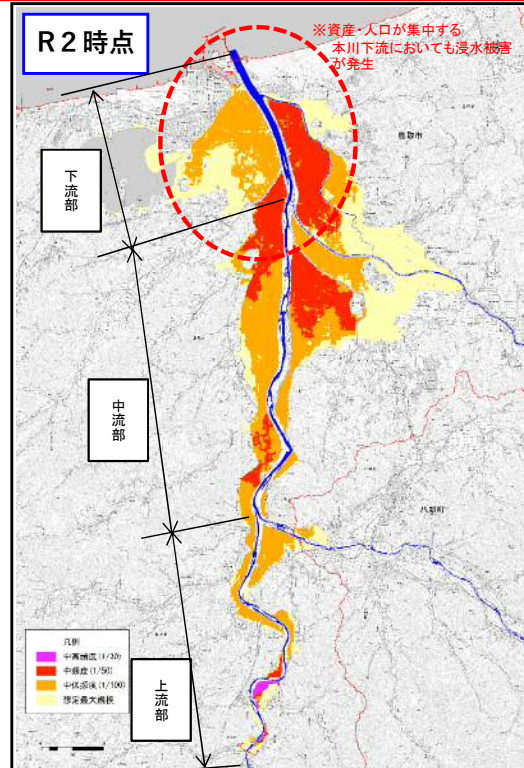 R2時点
※資産・人口が集中する
本川下流においても浸水被害
が発生
鳥取市
下流部
中流部
八頭町
上流部
凡例
中高頻度(1/30)
中頻度(1/50)
中低頻度(1/100)
想定最大規模